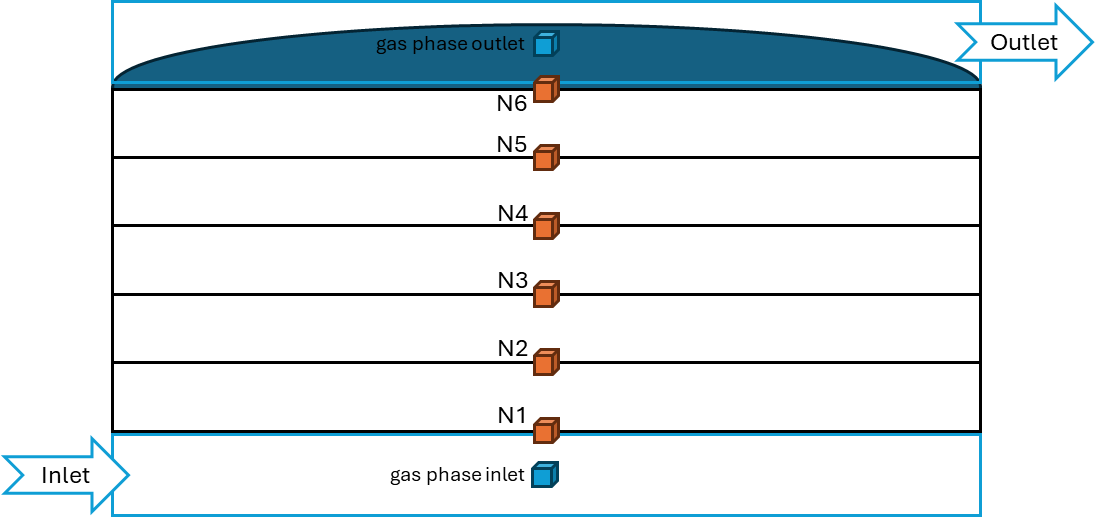 gas phase outlet
Outlet
N6
N5
N4
N3
N2
N1
Inlet
gas phase inlet